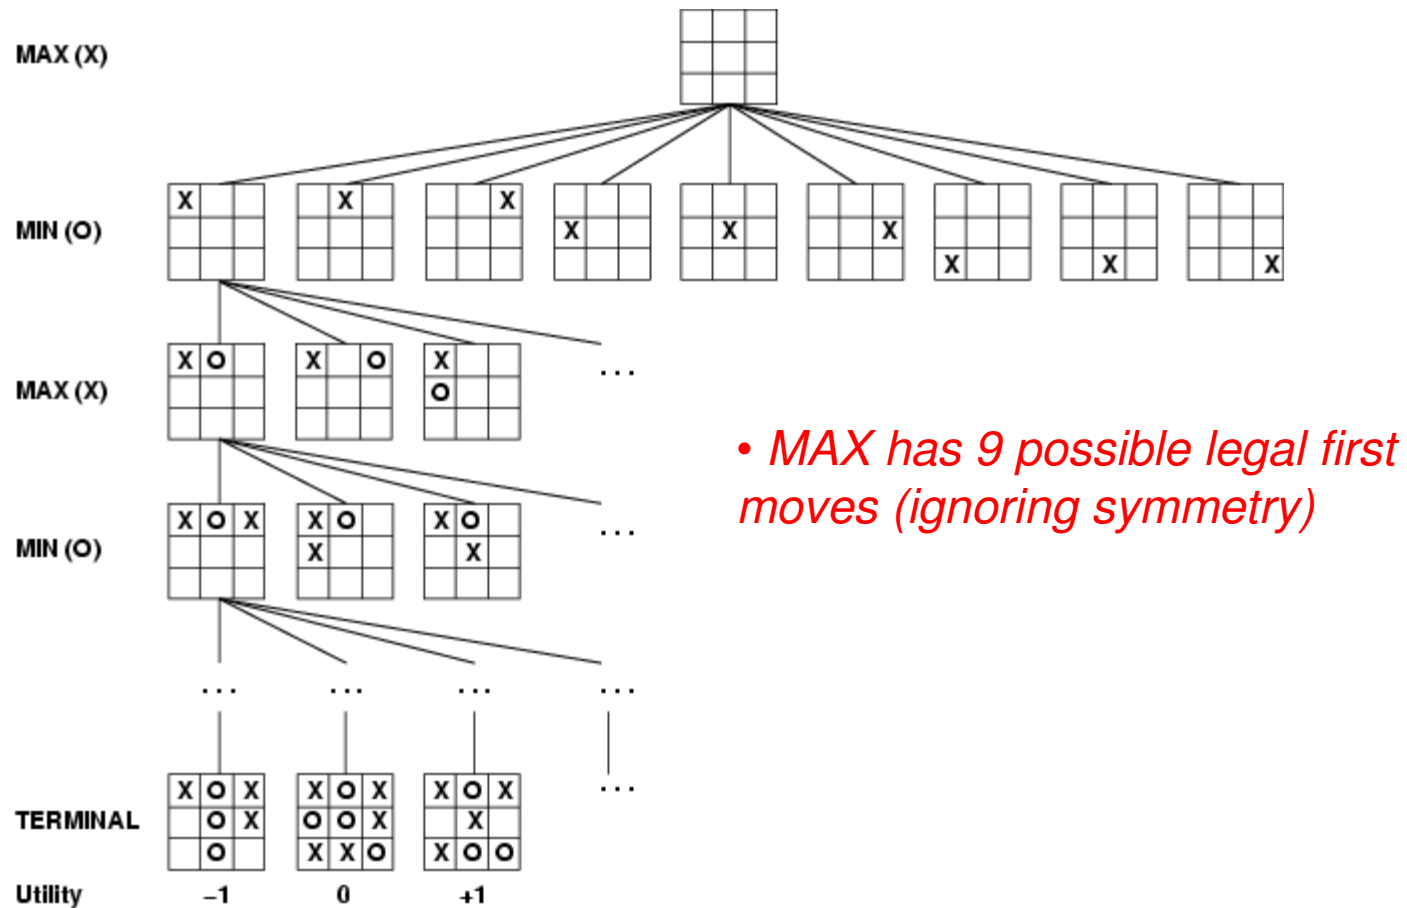 MAX (X)
X X X X X X X X X
MIN (O)
X O X O X
O
MAX (X)
• MAX has 9 possible legal first
moves (ignoring symmetry)
X O X X O X O
X X
MIN (O)
...
...
... ... ... ...
X O X X O X X O X
...
TERMINAL
O X O O X X
O X X O X O O
Utility –1 0 +1